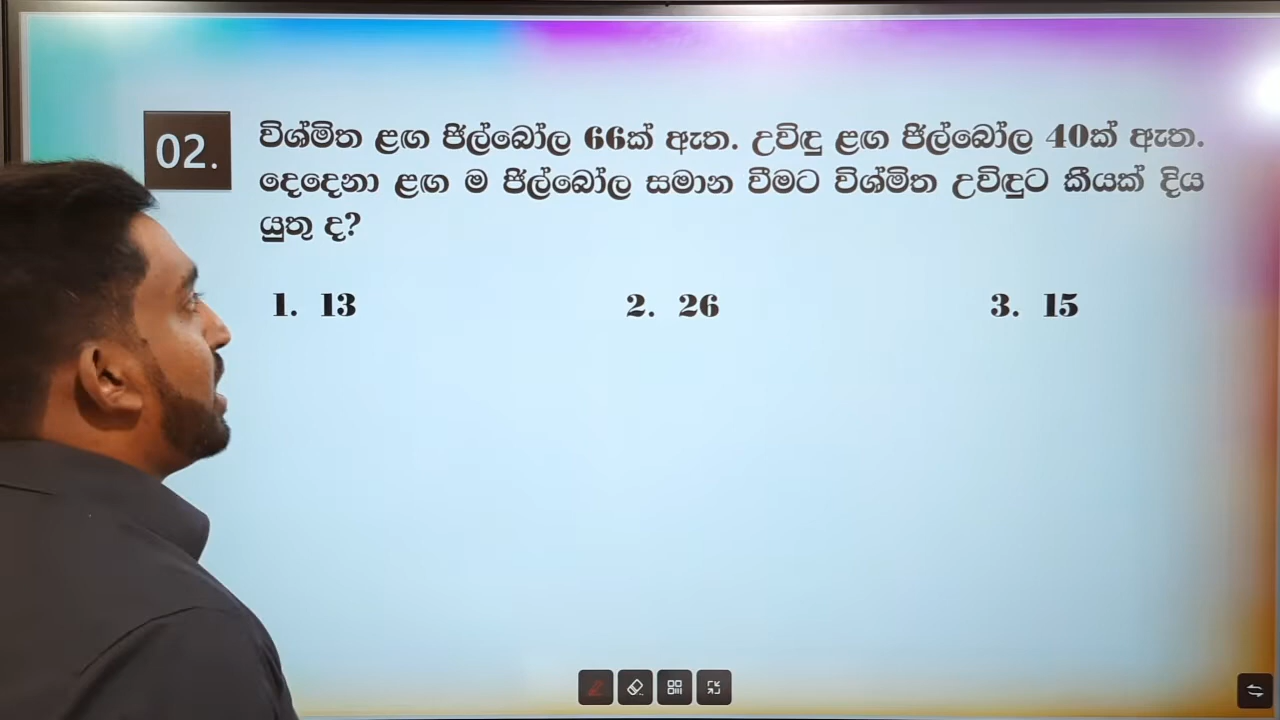 02.
විශ්මිත ළඟ ජිල්බෝල 66ක් ඇත. උවිඳු ළඟ ජිල්බෝල 40ක් ඇත.
දෙදෙනා ළඟ ම ජිල්බෝල සමාන වීමට විශ්මිත උවිඳුට කීයක් දිය
යුතු ද?
1. 13 2. 26 3. 15